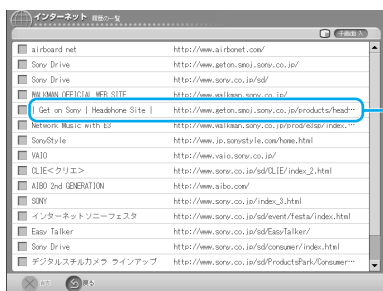 インターネット 履歴の一覧
airboard net http://www.airbonet.com/
Sony Drive http://www.geton.smoj.sony.co.jp/
Sony Drive http://www.sony.co.jp/sd/
WALKMAN OFFICIAL WEB SITE http://www.walkman.sony.co.jp/
| Get on Sony | Headphone Site | http://www.geton.smoj.sony.co.jp/products/head…
Network Music with E3 http://www.walkman.sony.co.jp/prod/e3sp/index.…
SonyStyle http://www.jp.sonystyle.com/home.html
VAIO http://www.vaio.sony.co.jp/
CLIE<クリエ> http://www.sony.co.jp/sd/CLIE/index_2.html
AIBO 2nd GENERATION http://www.aibo.com/
SONY http://www.sony.co.jp/index_3.html
インターネットソニーフェスタ http://www.sony.co.jp/sd/event/festa/index.html
Easy Talker http://www.sony.co.jp/sd/EasyTalker/
Sony Drive http://www.sony.co.jp/sd/consumer/index.html
デジタルスチルカメラ ラインアップ http://www.sony.co.jp/sd/ProductsPark/Consumer…
戻る